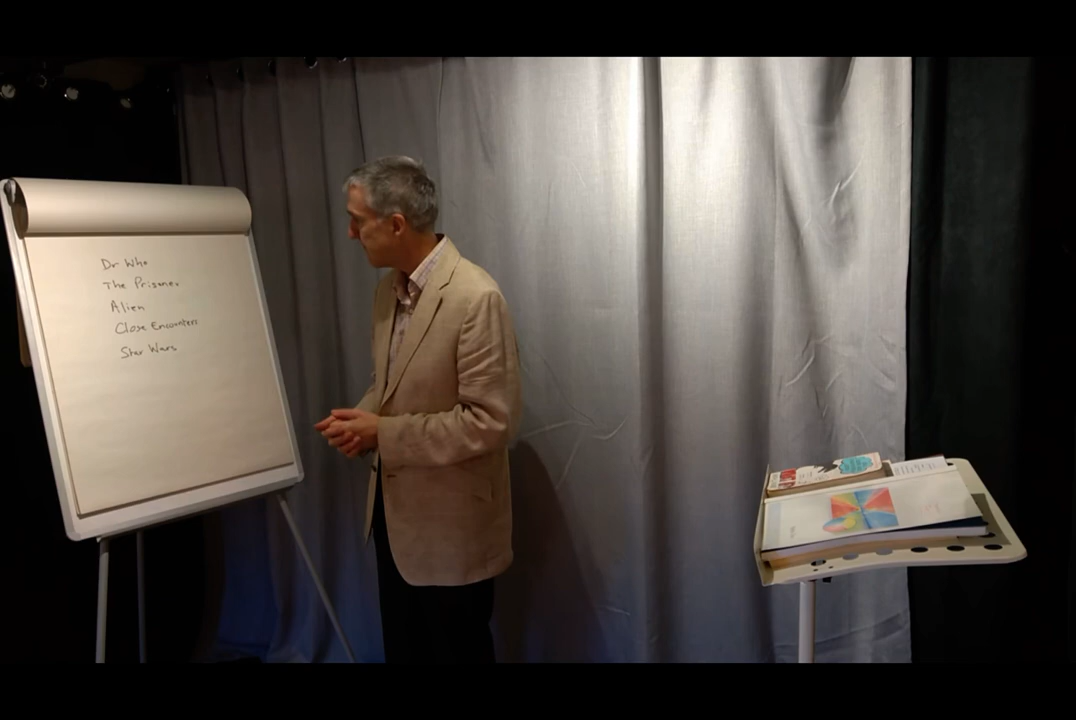 Dr Who
The Prisoner
Alien
Close Encounters
Star Wars